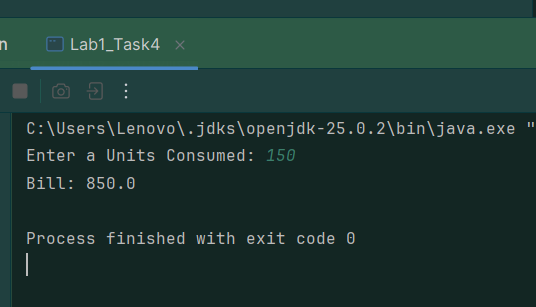 n
Lab1_Task4
C:\Users\Lenovo\.jdks\openjdk-25.0.2\bin\java.exe "
Enter a Units Consumed: 150
Bill: 850.0
Process finished with exit code 0